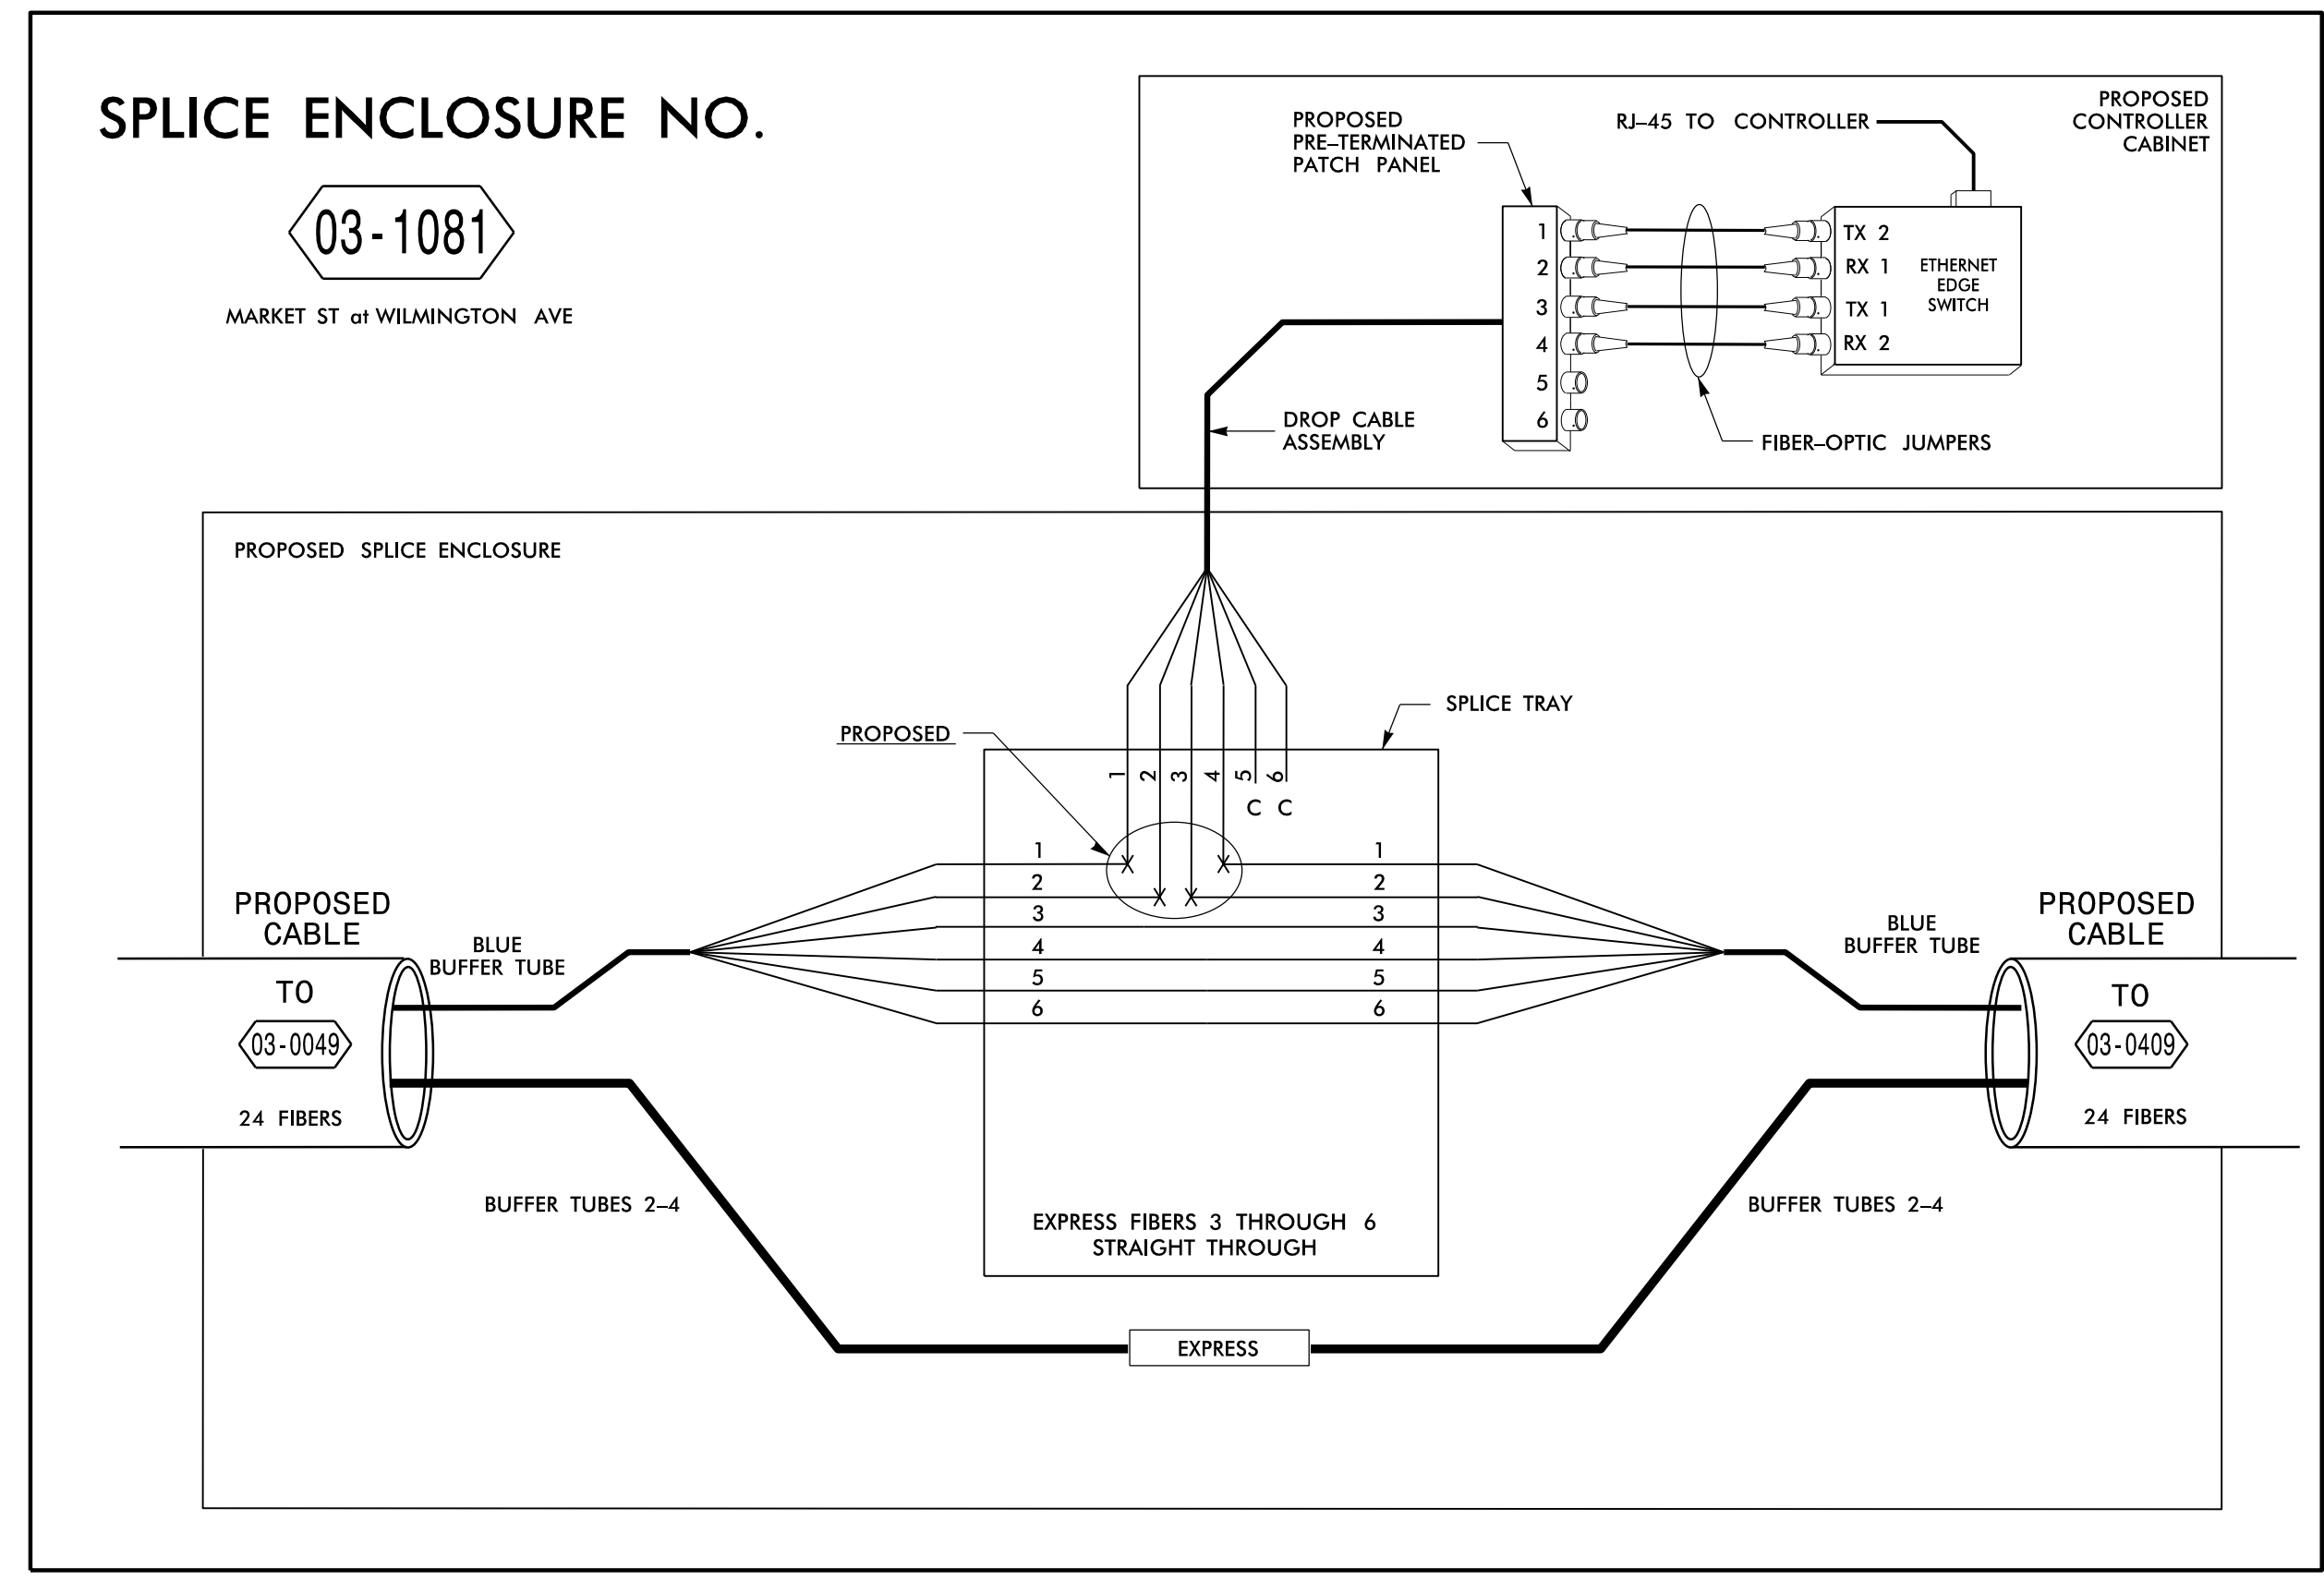 SPLICE ENCLOSURE NO.
03-1081
MARKET ST at WILMINGTON AVE
PROPOSED
CONTROLLER
CABINET
RJ–45 TO CONTROLLER
PROPOSED
PRE–TERMINATED
PATCH PANEL
1
2
3
4
5
6
TX 2
RX 1
TX 1
RX 2
ETHERNET
EDGE
SWITCH
DROP CABLE
ASSEMBLY
FIBER–OPTIC JUMPERS
PROPOSED SPLICE ENCLOSURE
SPLICE TRAY
PROPOSED
1 2 3 4 5 6
C C
1 1
2 2
3 3
4 4
5 5
6 6
PROPOSED
CABLE
TO
03-0049
24 FIBERS
BLUE
BUFFER TUBE
BUFFER TUBES 2–4
BLUE
BUFFER TUBE
PROPOSED
CABLE
TO
03-0409
24 FIBERS
BUFFER TUBES 2–4
EXPRESS FIBERS 3 THROUGH 6
STRAIGHT THROUGH
EXPRESS